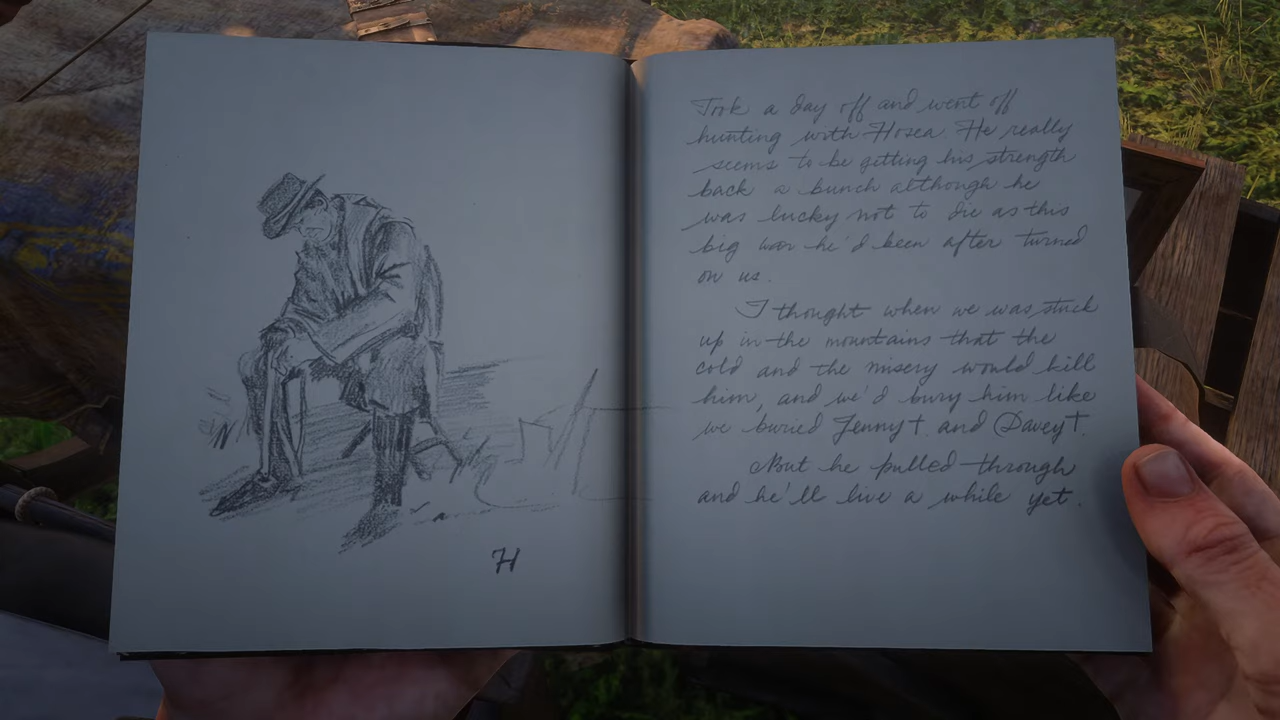 H
Took a day off and went off
hunting with Hosea. He really
seems to be getting his strength
back a bunch although he
was lucky not to die as this
big worr he'd been after turned
on us.
I thought when we was stuck
up in the mountains that the
cold and the misery would kill
him, and we'd bury him like
we buried Jenny†. and Davey†.
But he pulled through
and he'll live a while yet.